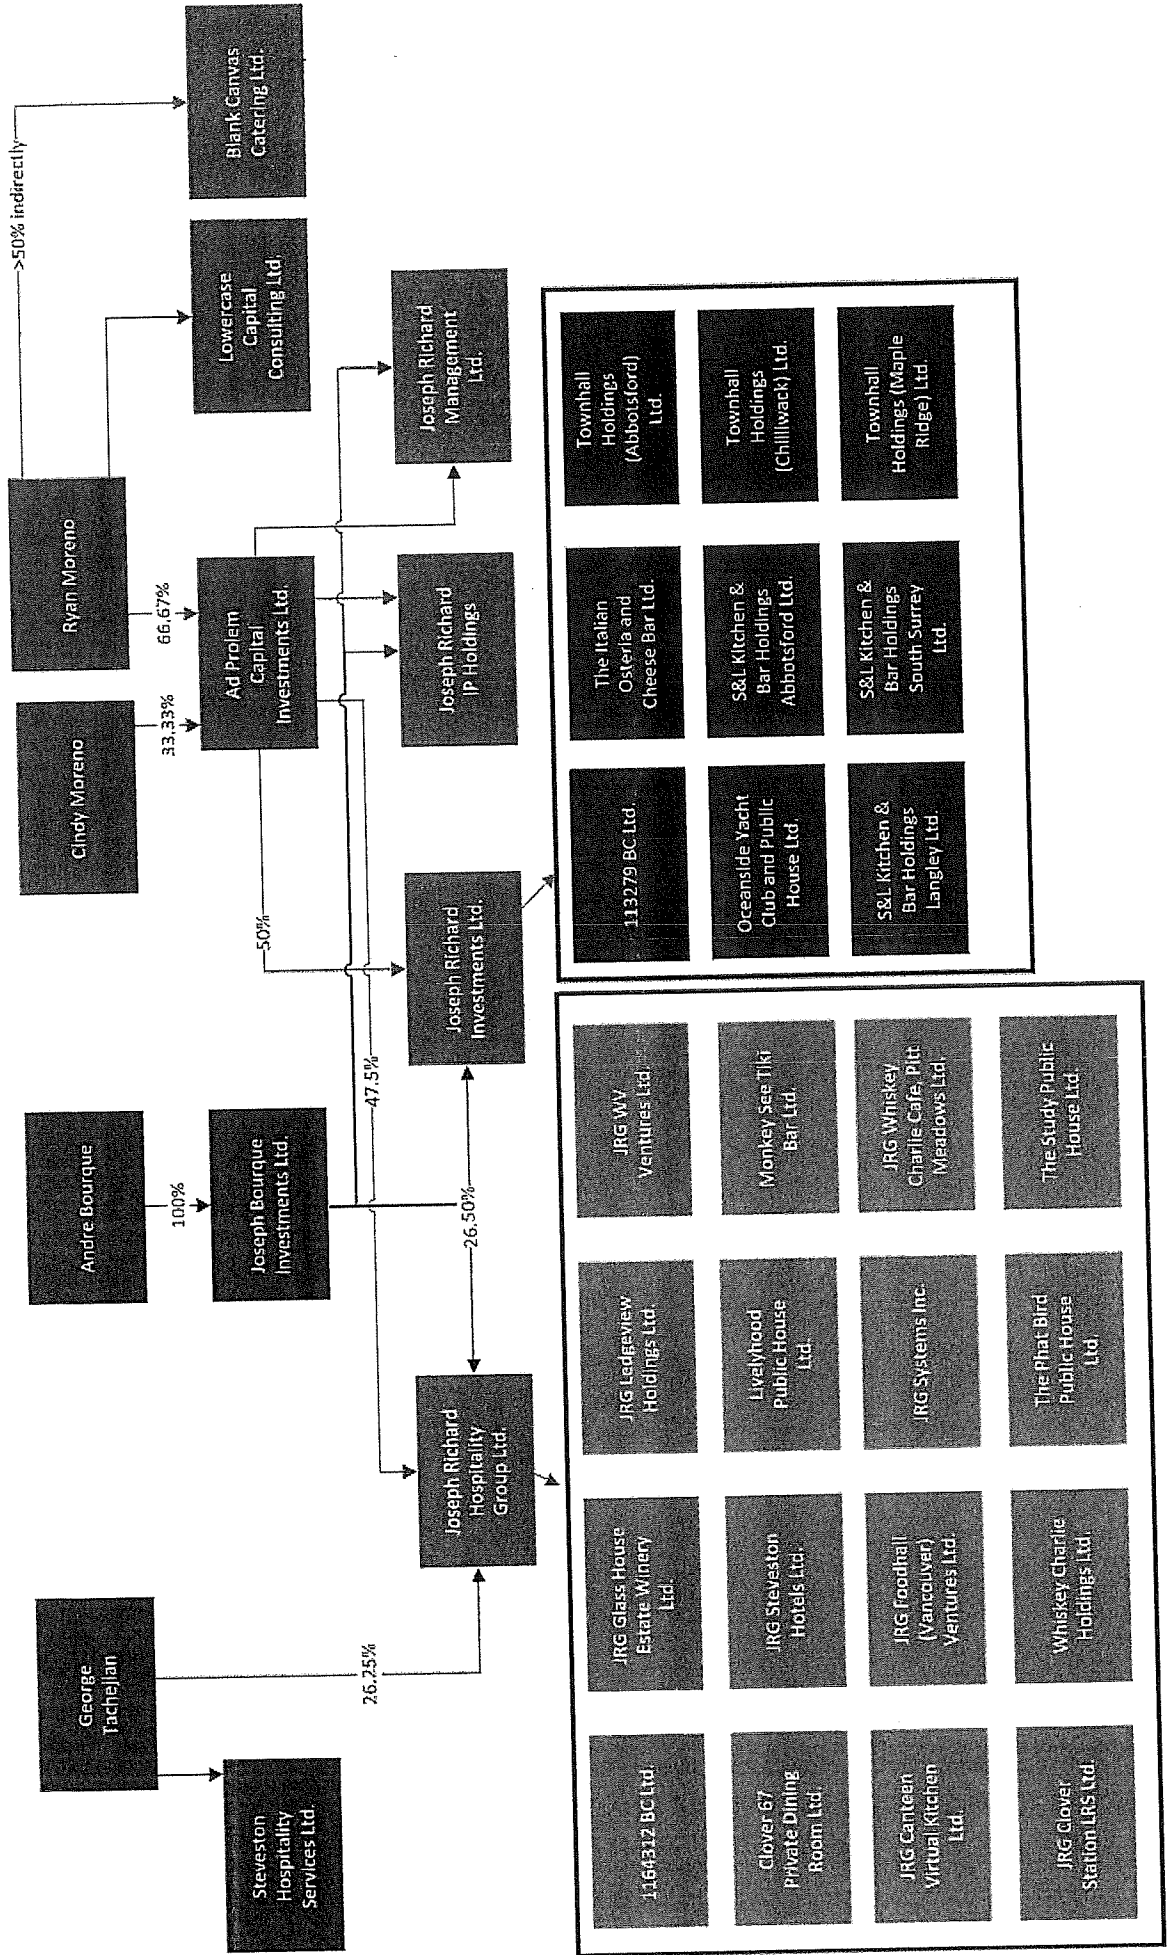 George
Tachejian
Andre Bourque
Cindy Moreno
Ryan Moreno
>50% indirectly
100%
33.33%
66.67%
Steveston
Hospitality
Services Ltd.
Joseph Bourque
Investments Ltd.
Ad Projem
Capital
Investments Ltd.
Lowercase
Capital
Consulting Ltd.
Blank Canvas
Catering Ltd.
26.25%
47.5%
50%
26.50%
Joseph Richard
Hospitality
Group Ltd.
Joseph Richard
Investments Ltd.
Joseph Richard
IP Holdings
Joseph Richard
Management
Ltd.
1164312 BC Ltd.
JRG Glass House
Estate Winery
Ltd.
JRG Ledgeview
Holdings Ltd.
JRG WV
Ventures Ltd.
Clover 67
Private Dining
Room Ltd.
JRG Steveston
Hotels Ltd.
Livelyhood
Public House
Ltd.
Monkey See Tiki
Bar Ltd.
JRG Canteen
Virtual Kitchen
Ltd.
JRG Foodhall
(Vancouver)
Ventures Ltd.
JRG Systems Inc.
JRG Whiskey
Charlie Cafe, Pitt
Meadows Ltd.
JRG Clover
Station LRS Ltd.
Whiskey Charlie
Holdings Ltd.
The Phat Bird
Public House
Ltd.
The Study Public
House Ltd.
113279 BC Ltd.
The Italian
Osteria and
Cheese Bar Ltd.
Townhall
Holdings
(Abbotsford)
Ltd.
Oceanside Yacht
Club and Public
House Ltd.
S&L Kitchen &
Bar Holdings
Abbotsford Ltd.
Townhall
Holdings
(Chilliwack) Ltd.
S&L Kitchen &
Bar Holdings
Langley Ltd.
S&L Kitchen &
Bar Holdings
South Surrey
Ltd.
Townhall
Holdings (Maple
Ridge) Ltd.